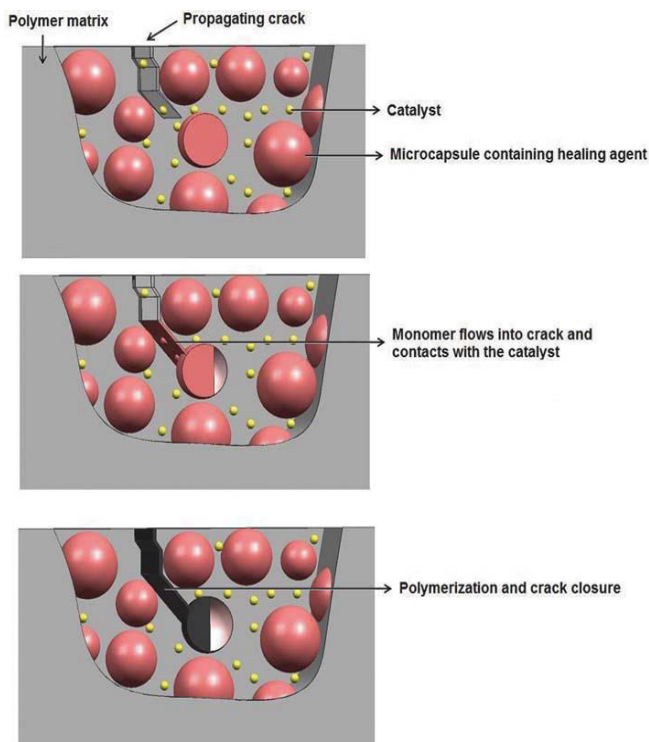 Polymer matrix
Propagating crack
Catalyst
Microcapsule containing healing agent
Monomer flows into crack and
contacts with the catalyst
Polymerization and crack closure